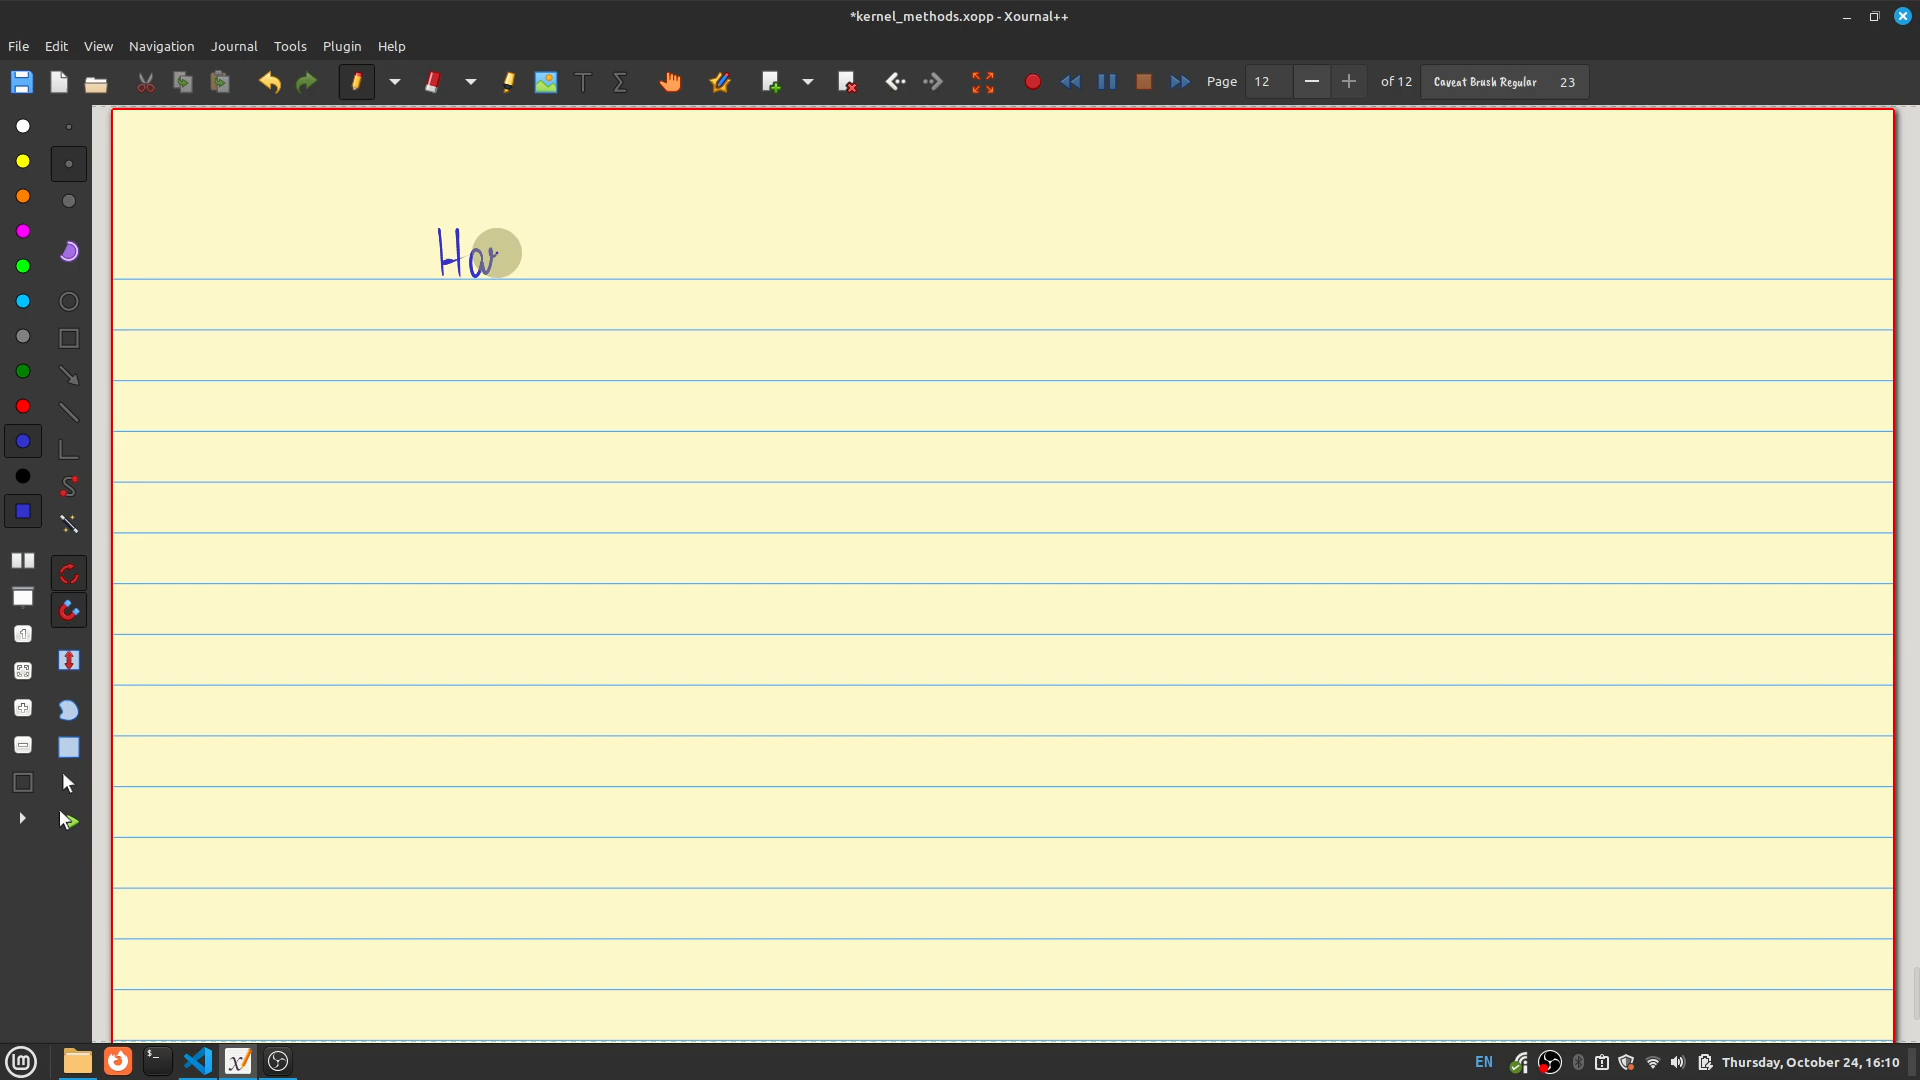 *kernel_methods.xopp - Xournal++
File Edit View Navigation Journal Tools Plugin Help
Page 12 of 12 Caveat Brush Regular 23
Hav
EN Thursday, October 24, 16:10